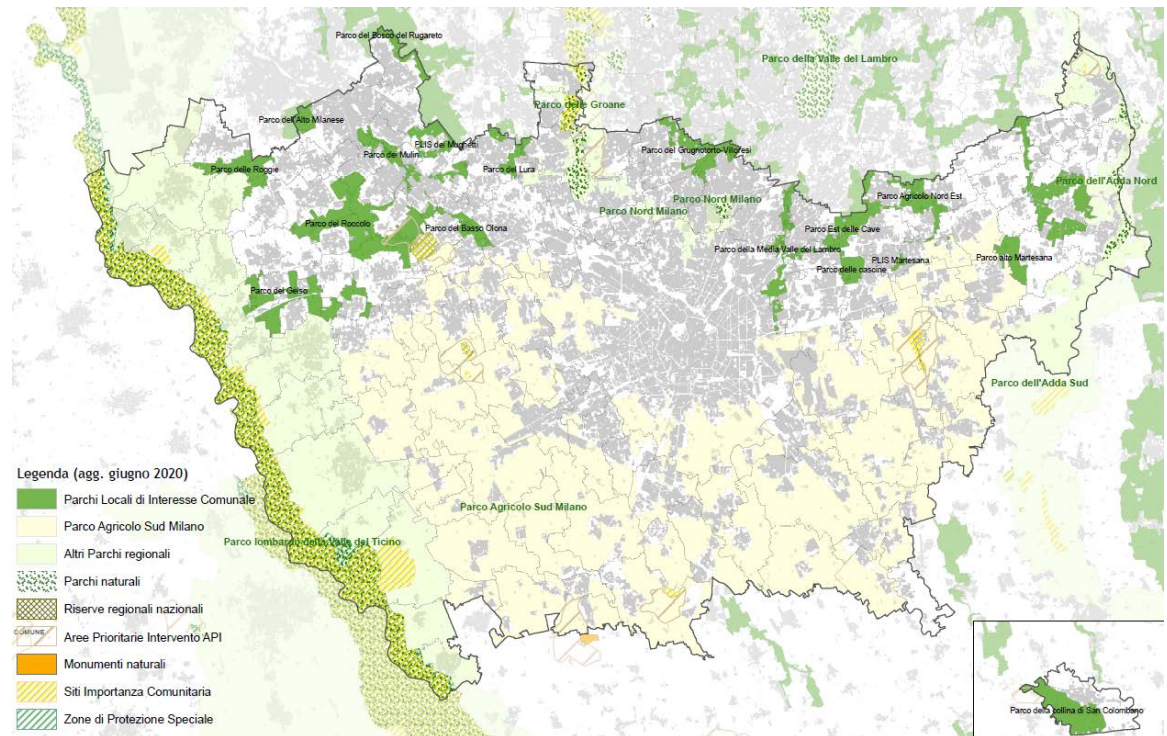 Parco del Bosco del Rugareto
Parco della Valle del Lambro
Parco delle Groane
Parco dell'Alto Milanese
PLIS dei Mughetti
Parco dei Mulini
Parco del Lura
Parco del Grugnotorto-Villoresi
Parco delle Roggie
Parco dell'Adda Nord
Parco Agricolo Nord Est
Parco Nord Milano
Parco Nord Milano
Parco del Roccolo
Parco del Basso Olona
Parco Est delle Cave
Parco della Media Valle del Lambro
PLIS Martesana
Parco alto Martesana
Parco delle cascine
Parco del Gelso
Parco dell'Adda Sud
Parco Agricolo Sud Milano
Parco lombardo della Valle del Ticino
Legenda (agg. giugno 2020)
Parchi Locali di Interesse Comunale
Parco Agricolo Sud Milano
Altri Parchi regionali
Parchi naturali
Riserve regionali nazionali
COMUNE
Aree Prioritarie Intervento API
Monumenti naturali
Siti Importanza Comunitaria
Zone di Protezione Speciale
Parco della collina di San Colombano